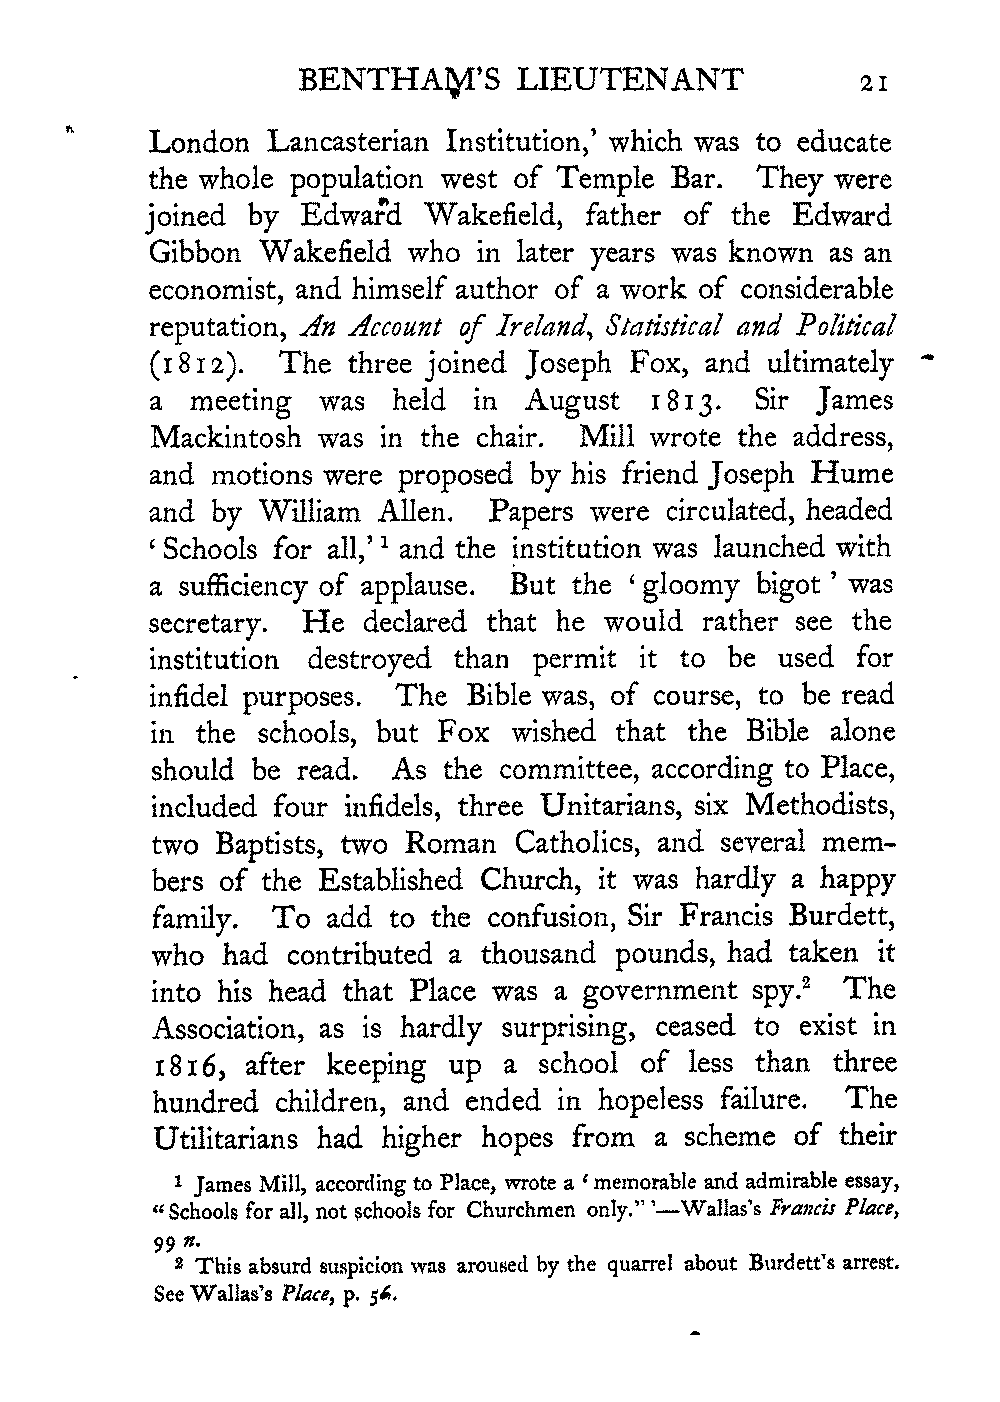 BENTHAM'S LIEUTENANT 21
London Lancasterian Institution,' which was to educate
the whole population west of Temple Bar. They were
joined by Edward Wakefield, father of the Edward
Gibbon Wakefield who in later years was known as an
economist, and himself author of a work of considerable
reputation, An Account of Ireland, Statistical and Political
(1812). The three joined Joseph Fox, and ultimately
a meeting was held in August 1813. Sir James
Mackintosh was in the chair. Mill wrote the address,
and motions were proposed by his friend Joseph Hume
and by William Allen. Papers were circulated, headed
‘Schools for all,’¹ and the institution was launched with
a sufficiency of applause. But the ‘gloomy bigot’ was
secretary. He declared that he would rather see the
institution destroyed than permit it to be used for
infidel purposes. The Bible was, of course, to be read
in the schools, but Fox wished that the Bible alone
should be read. As the committee, according to Place,
included four infidels, three Unitarians, six Methodists,
two Baptists, two Roman Catholics, and several mem-
bers of the Established Church, it was hardly a happy
family. To add to the confusion, Sir Francis Burdett,
who had contributed a thousand pounds, had taken it
into his head that Place was a government spy.² The
Association, as is hardly surprising, ceased to exist in
1816, after keeping up a school of less than three
hundred children, and ended in hopeless failure. The
Utilitarians had higher hopes from a scheme of their
¹ James Mill, according to Place, wrote a ‘memorable and admirable essay,
“Schools for all, not schools for Churchmen only.”’—Wallas's Francis Place,
99 n.
² This absurd suspicion was aroused by the quarrel about Burdett's arrest.
See Wallas's Place, p. 56.